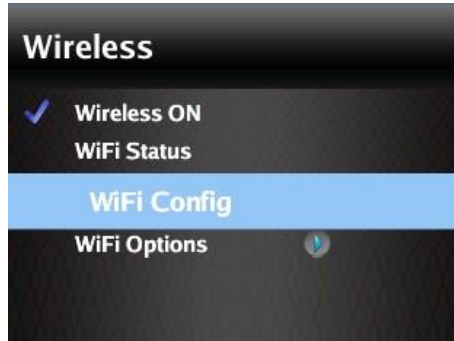 Wireless
Wireless ON
WiFi Status
WiFi Config
WiFi Options